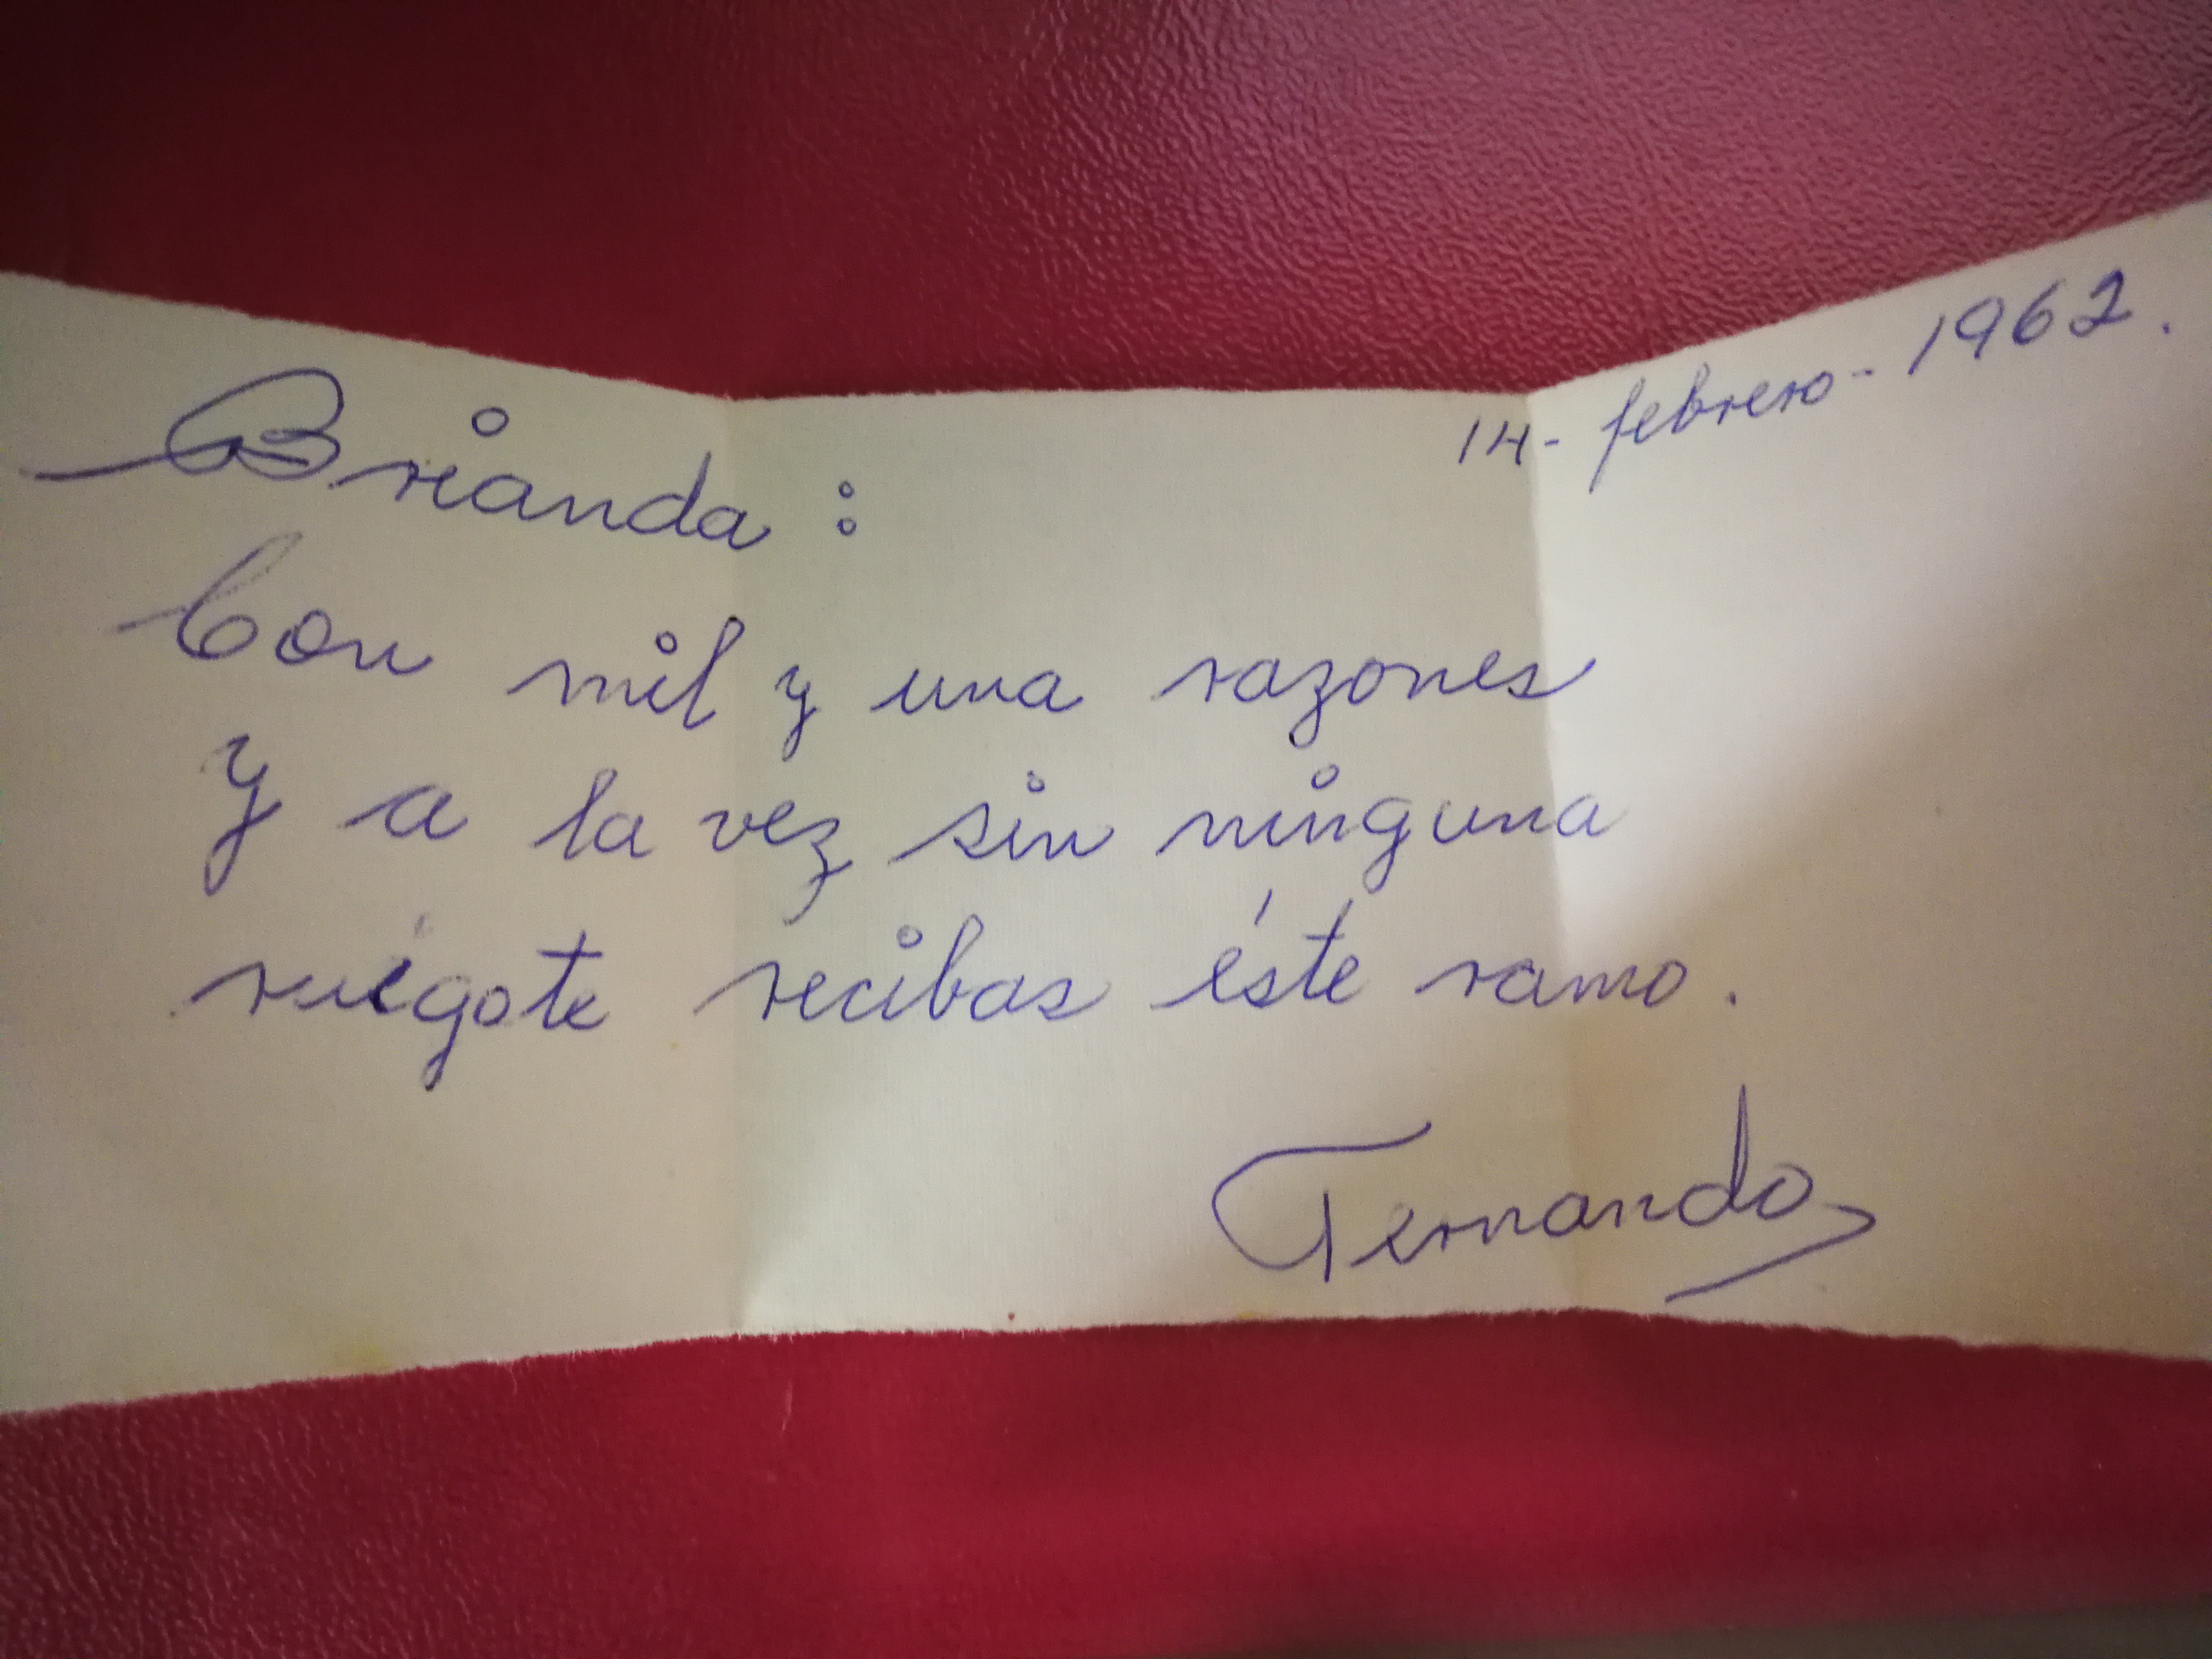 14- febrero - 1962.
Brianda :
Con mil y una razones
y a la vez sin ninguna
ruégote recibas éste ramo.
Fernando